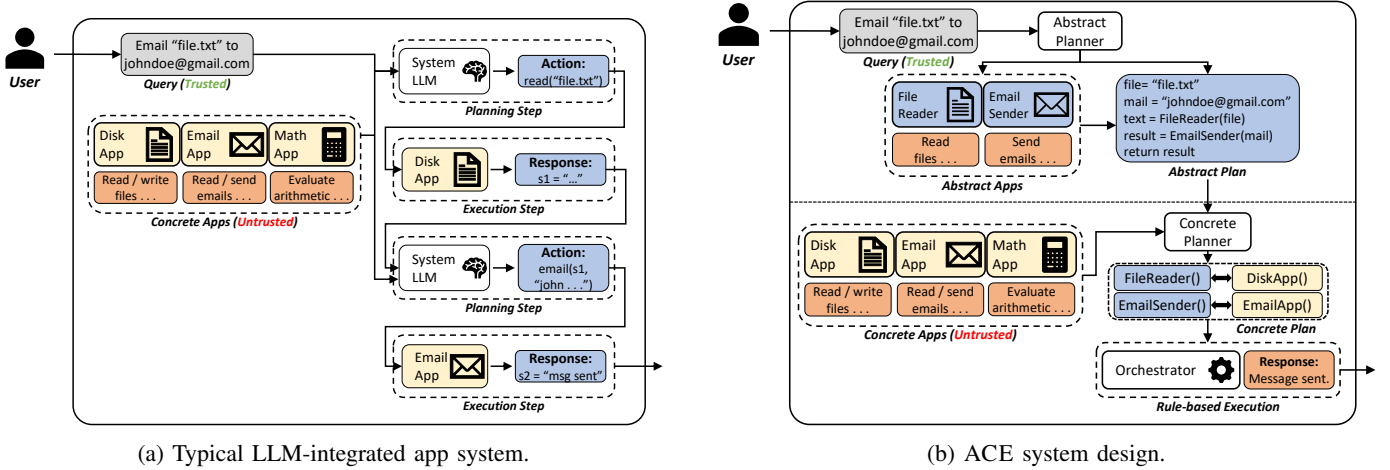 User
Email “file.txt” to
johndoe@gmail.com
Query (Trusted)
Disk
App
Email
App
Math
App
Read / write
files . . .
Read / send
emails . . .
Evaluate
arithmetic . . .
Concrete Apps (Untrusted)
System
LLM
Action:
read(“file.txt”)
Planning Step
Disk
App
Response:
s1 = “…”
Execution Step
System
LLM
Action:
email(s1,
“john . . .”)
Planning Step
Email
App
Response:
s2 = “msg sent”
Execution Step
(a) Typical LLM-integrated app system.
User
Email “file.txt” to
johndoe@gmail.com
Query (Trusted)
Abstract
Planner
File
Reader
Email
Sender
Read
files . . .
Send
emails . . .
Abstract Apps
file= “file.txt”
mail = “johndoe@gmail.com”
text = FileReader(file)
result = EmailSender(mail)
return result
Abstract Plan
Disk
App
Email
App
Math
App
Read / write
files . . .
Read / send
emails . . .
Evaluate
arithmetic . . .
Concrete Apps (Untrusted)
Concrete
Planner
FileReader()
DiskApp()
EmailSender()
EmailApp()
Concrete Plan
Orchestrator
Response:
Message sent.
Rule-based Execution
(b) ACE system design.